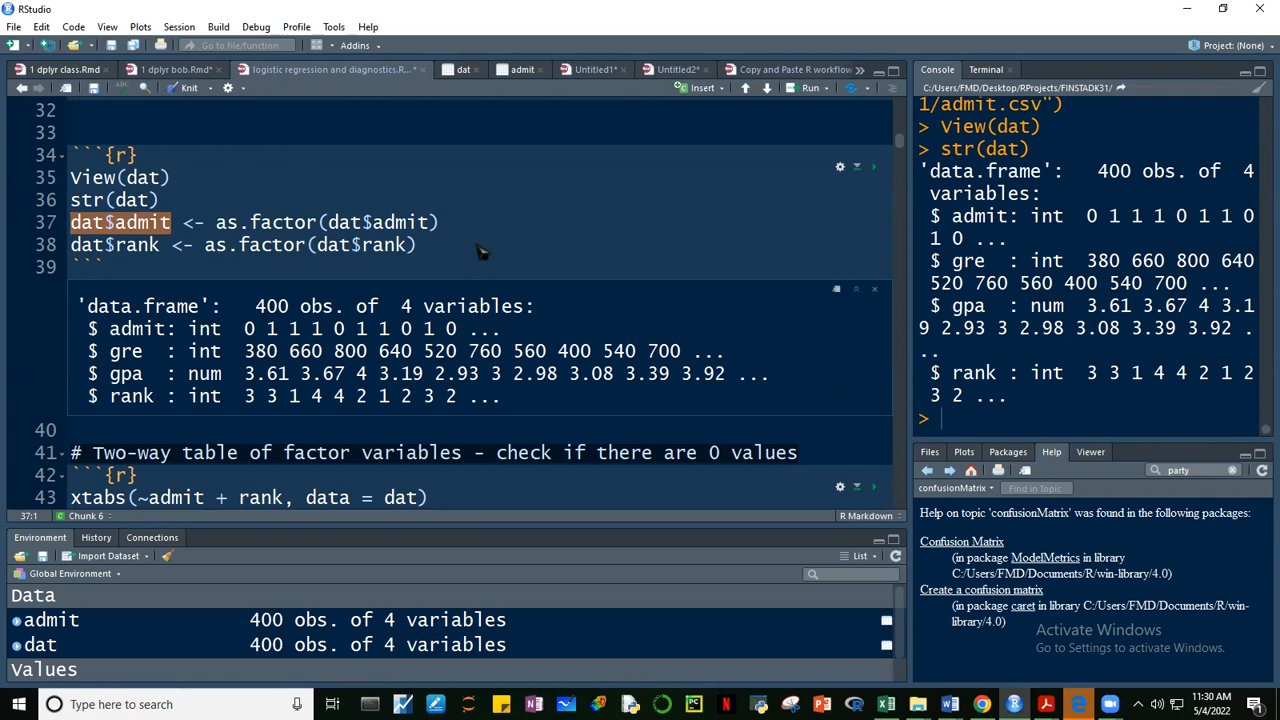 RStudio
File Edit Code View Plots Session Build Debug Profile Tools Help
Go to file/function Addins Project: (None)
1 dplyr class.Rmd 1 dplyr bob.Rmd* logistic regression and diagnostics.R...* dat admit Untitled1* Untitled2* Copy and Paste R workflow
Knit Insert Run
32
33
34 ```{r}
35 View(dat)
36 str(dat)
37 dat$admit <- as.factor(dat$admit)
38 dat$rank <- as.factor(dat$rank)
39 ```
'data.frame': 400 obs. of 4 variables:
$ admit: int 0 1 1 1 0 1 1 0 1 0 ...
$ gre : int 380 660 800 640 520 760 560 400 540 700 ...
$ gpa : num 3.61 3.67 4 3.19 2.93 3 2.98 3.08 3.39 3.92 ...
$ rank : int 3 3 1 4 4 2 1 2 3 2 ...
40
41 # Two-way table of factor variables - check if there are 0 values
42 ```{r}
43 xtabs(~admit + rank, data = dat)
37:1 Chunk 6 R Markdown
Console Terminal
C:/Users/FMD/Desktop/RProjects/FINSTADK31/
1/admit.csv")
> View(dat)
> str(dat)
'data.frame': 400 obs. of 4
variables:
$ admit: int 0 1 1 1 0 1 1 0
1 0 ...
$ gre : int 380 660 800 640
520 760 560 400 540 700 ...
$ gpa : num 3.61 3.67 4 3.1
9 2.93 3 2.98 3.08 3.39 3.92 .
..
$ rank : int 3 3 1 4 4 2 1 2
3 2 ...
>
Environment History Connections
Import Dataset List
Global Environment
Data
admit 400 obs. of 4 variables
dat 400 obs. of 4 variables
Values
Files Plots Packages Help Viewer
party
confusionMatrix Find in Topic
Help on topic 'confusionMatrix' was found in the following packages:
Confusion Matrix
(in package ModelMetrics in library
C:/Users/FMD/Documents/R/win-library/4.0)
Create a confusion matrix
(in package caret in library C:/Users/FMD/Documents/R/win-
library/4.0)
Activate Windows
Go to Settings to activate Windows.
Type here to search
11:30 AM
5/4/2022